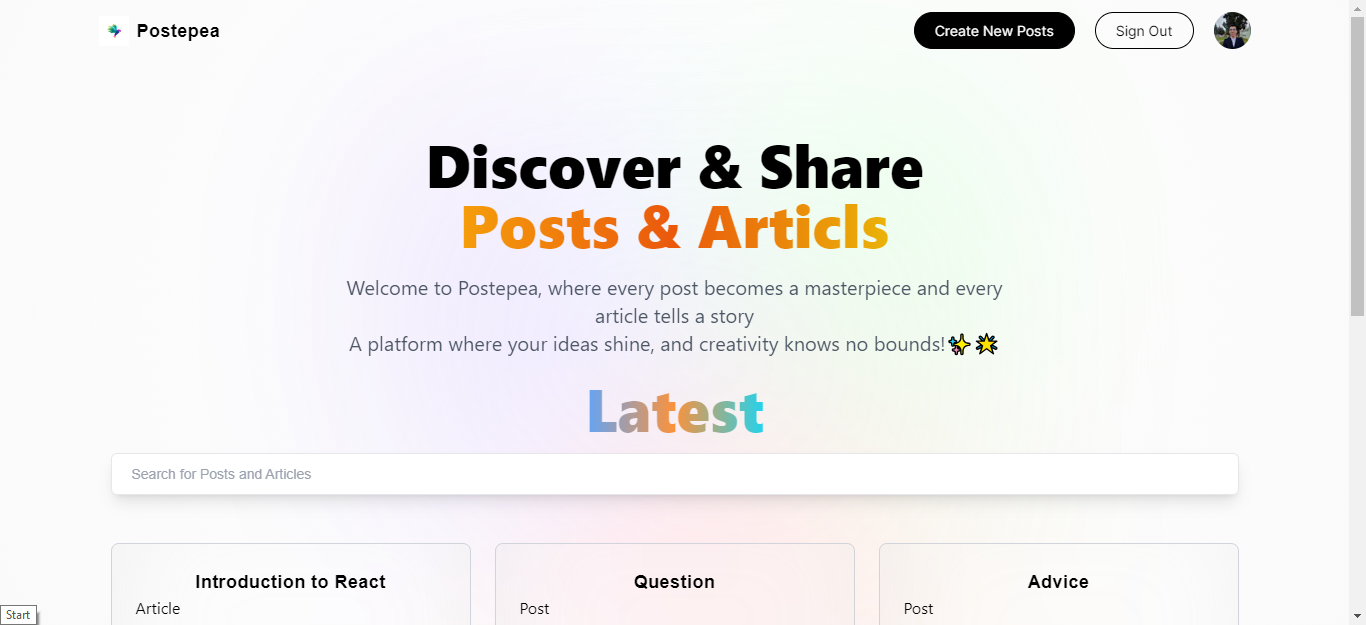 Postepea
Create New Posts
Sign Out
Discover & Share
Posts & Articls
Welcome to Postepea, where every post becomes a masterpiece and every
article tells a story
A platform where your ideas shine, and creativity knows no bounds!✨🌟
Latest
Search for Posts and Articles
Introduction to React
Article
Question
Post
Advice
Post
Start